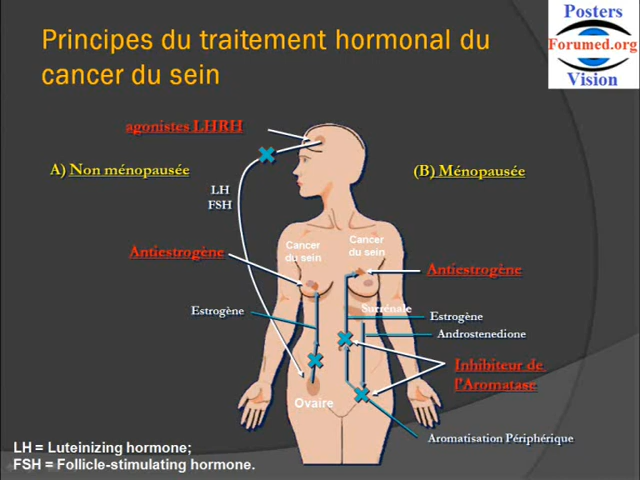 Principes du traitement hormonal du
cancer du sein
Posters
Forumed.org
Vision
agonistes LHRH
A) Non ménopausée
(B) Ménopausée
LH
FSH
Antiestrogène
Cancer
du sein
Cancer
du sein
Antiestrogène
Estrogène
Surrénale
Estrogène
Androstenedione
Inhibiteur de
l'Aromatase
Ovaire
Aromatisation Périphérique
LH = Luteinizing hormone;
FSH = Follicle-stimulating hormone.